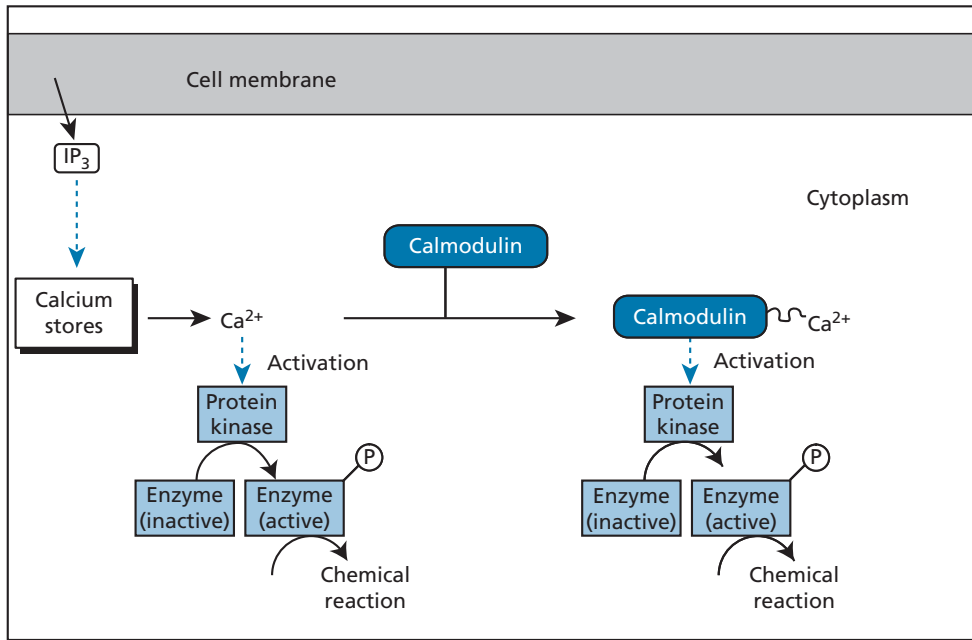 Cell membrane
IP₃
Cytoplasm
Calmodulin
Calcium
stores
Ca²⁺
Calmodulin
Ca²⁺
Activation
Activation
Protein
kinase
Protein
kinase
P
P
Enzyme
(inactive)
Enzyme
(active)
Enzyme
(inactive)
Enzyme
(active)
Chemical
reaction
Chemical
reaction